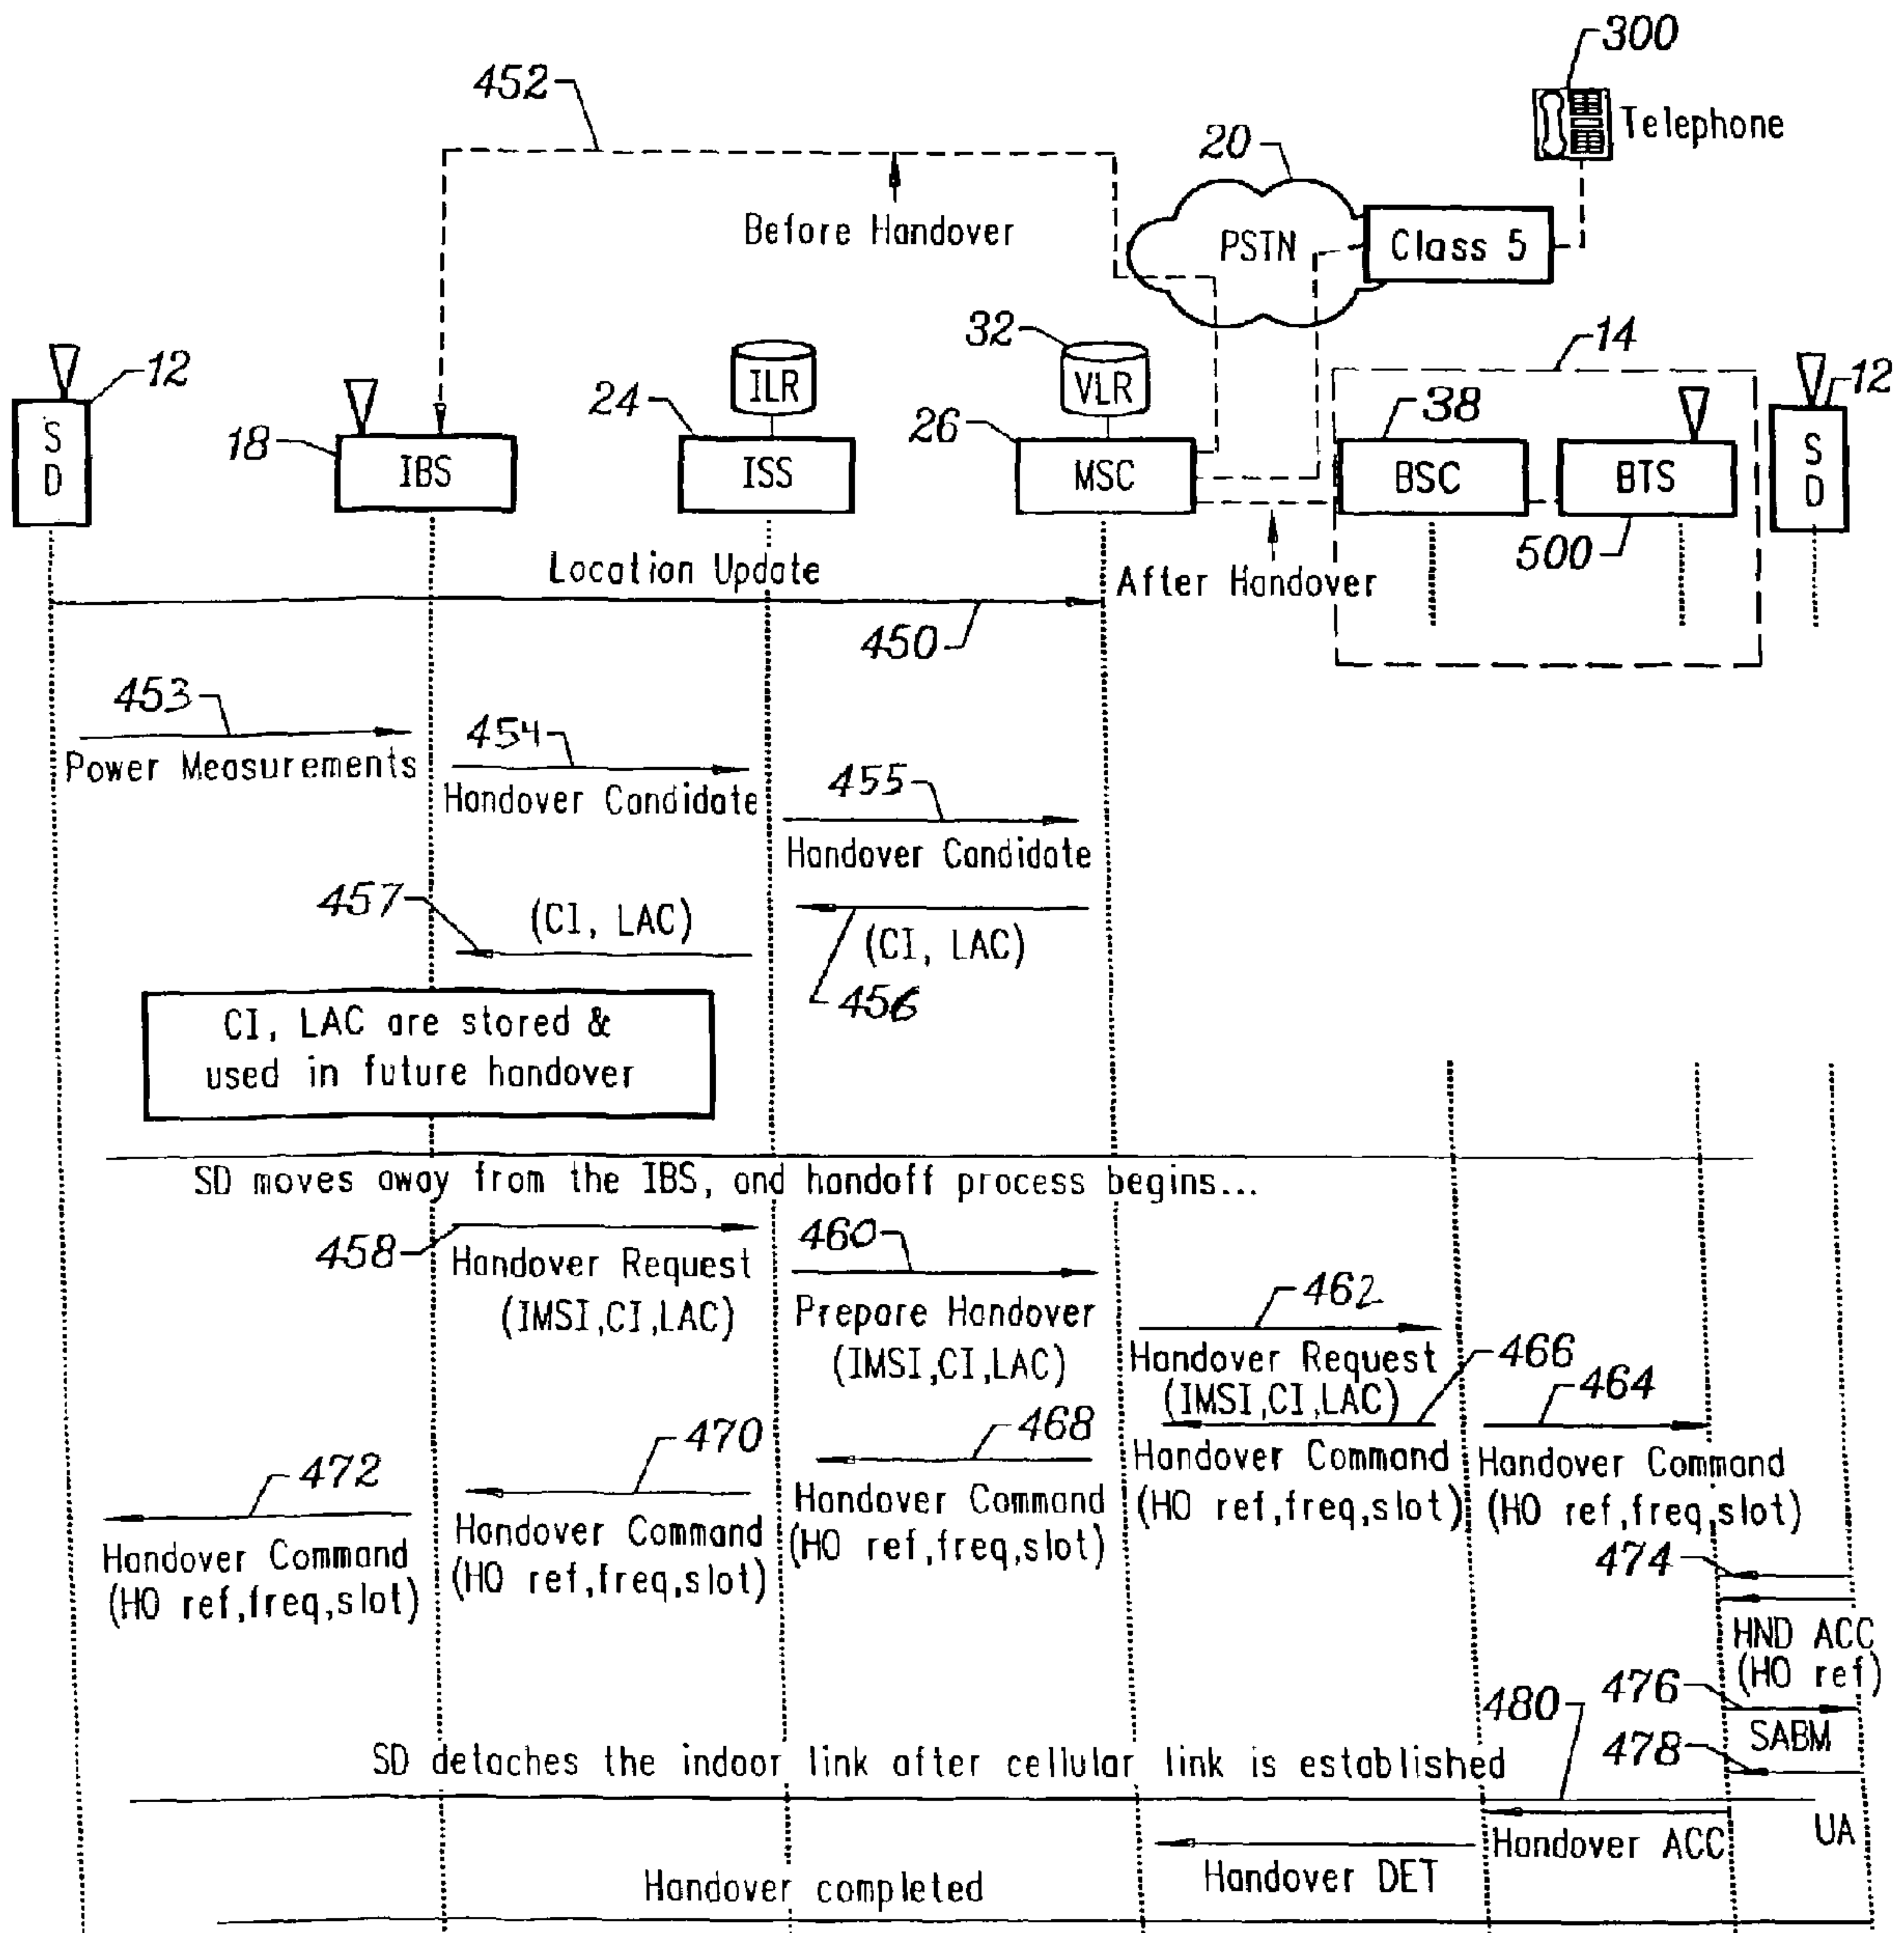 300
452
20
Telephone
Before Handover
PSTN
Class 5
12
18
24
ILR
32
VLR
26
14
12
38
S
D
IBS
ISS
MSC
BSC
BTS
S
D
500
Location Update
After Handover
450
453
Power Measurements
454
Handover Candidate
455
Handover Candidate
457
(CI, LAC)
(CI, LAC)
456
CI, LAC are stored &
used in future handover
SD moves away from the IBS, and handoff process begins...
458
Handover Request
(IMSI,CI,LAC)
460
Prepare Handover
(IMSI,CI,LAC)
462
Handover Request
(IMSI,CI,LAC)
466
464
Handover Command
(HO ref,freq,slot)
Handover Command
(HO ref,freq,slot)
468
Handover Command
(HO ref,freq,slot)
470
Handover Command
(HO ref,freq,slot)
472
Handover Command
(HO ref,freq,slot)
474
HND ACC
(HO ref)
476
SABM
480
478
SD detaches the indoor link after cellular link is established
UA
Handover ACC
Handover DET
Handover completed